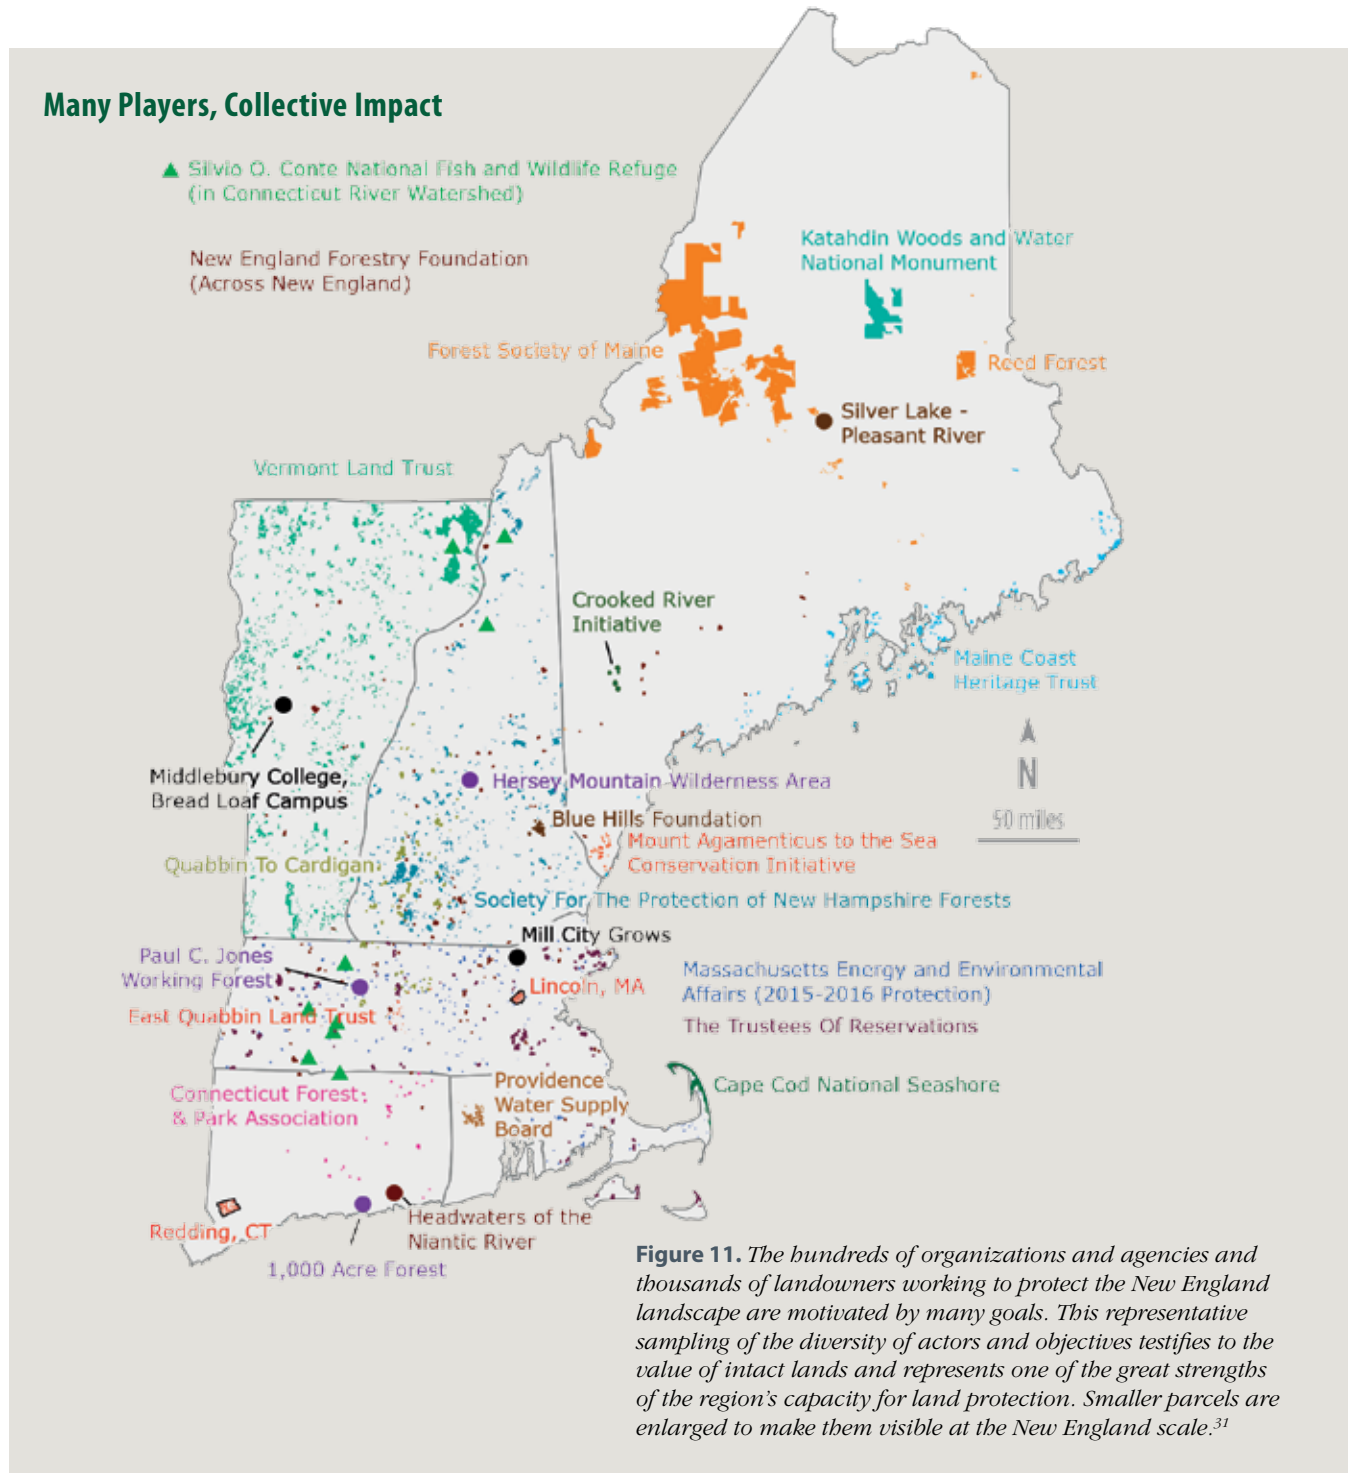 Many Players, Collective Impact
Silvio O. Conte National Fish and Wildlife Refuge
(in Connecticut River Watershed)
New England Forestry Foundation
(Across New England)
Katahdin Woods and Water
National Monument
Forest Society of Maine
Reed Forest
Silver Lake -
Pleasant River
Vermont Land Trust
Crooked River
Initiative
Maine Coast
Heritage Trust
N
50 miles
Middlebury College,
Bread Loaf Campus
Hersey Mountain Wilderness Area
Blue Hills Foundation
Mount Agamenticus to the Sea
Conservation Initiative
Quabbin To Cardigan
Society For The Protection of New Hampshire Forests
Mill City Grows
Paul C. Jones
Working Forest
Lincoln, MA
Massachusetts Energy and Environmental
Affairs (2015-2016 Protection)
East Quabbin Land Trust
The Trustees Of Reservations
Connecticut Forest
& Park Association
Providence
Water Supply
Board
Cape Cod National Seashore
Redding, CT
Headwaters of the
Niantic River
1,000 Acre Forest
Figure 11. The hundreds of organizations and agencies and
thousands of landowners working to protect the New England
landscape are motivated by many goals. This representative
sampling of the diversity of actors and objectives testifies to the
value of intact lands and represents one of the great strengths
of the region's capacity for land protection. Smaller parcels are
enlarged to make them visible at the New England scale.31